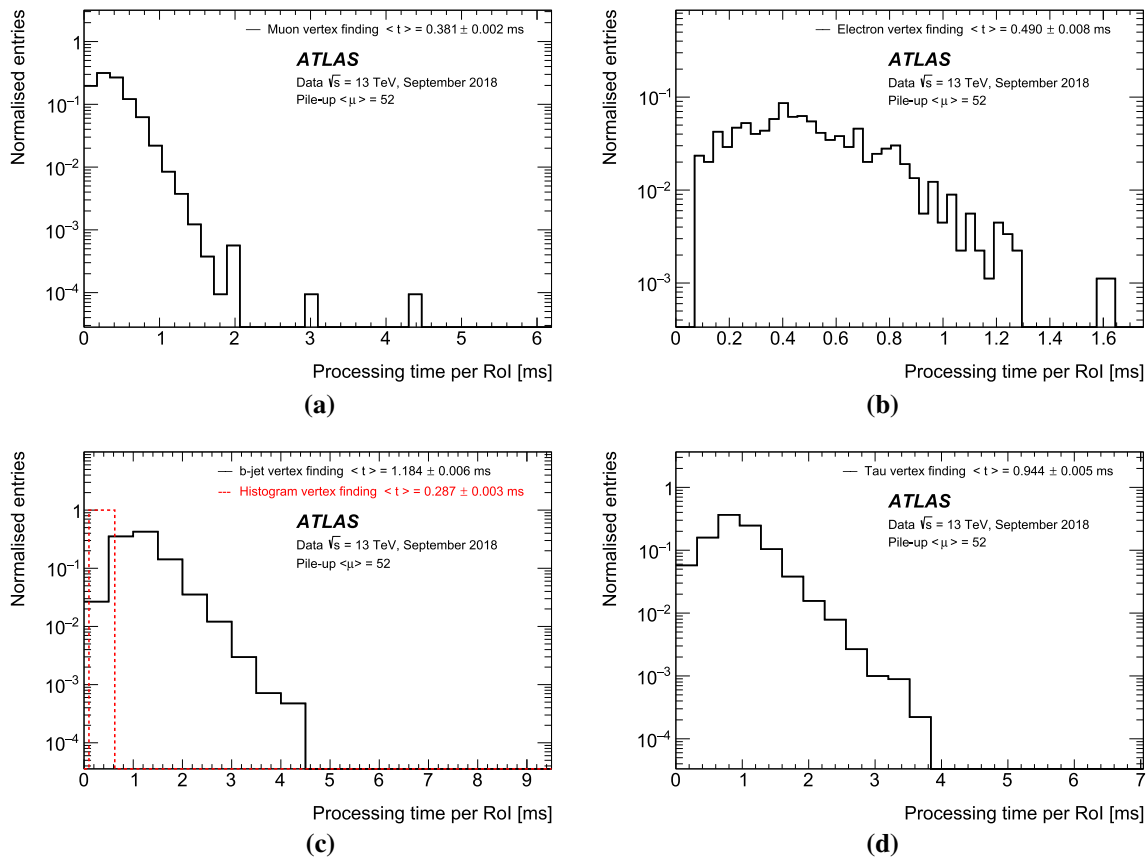 Muon vertex finding < t > = 0.381 ± 0.002 ms
ATLAS
Data √s = 13 TeV, September 2018
Pile-up <μ> = 52
Normalised entries
1
10⁻¹
10⁻²
10⁻³
10⁻⁴
0 1 2 3 4 5 6
Processing time per RoI [ms]
(a)
Electron vertex finding < t > = 0.490 ± 0.008 ms
ATLAS
Data √s = 13 TeV, September 2018
Pile-up <μ> = 52
Normalised entries
10⁻¹
10⁻²
10⁻³
0 0.2 0.4 0.6 0.8 1 1.2 1.4 1.6
Processing time per RoI [ms]
(b)
b-jet vertex finding < t > = 1.184 ± 0.006 ms
Histogram vertex finding < t > = 0.287 ± 0.003 ms
ATLAS
Data √s = 13 TeV, September 2018
Pile-up <μ> = 52
Normalised entries
1
10⁻¹
10⁻²
10⁻³
10⁻⁴
0 1 2 3 4 5 6 7 8 9
Processing time per RoI [ms]
(c)
Tau vertex finding < t > = 0.944 ± 0.005 ms
ATLAS
Data √s = 13 TeV, September 2018
Pile-up <μ> = 52
Normalised entries
1
10⁻¹
10⁻²
10⁻³
10⁻⁴
0 1 2 3 4 5 6 7
Processing time per RoI [ms]
(d)